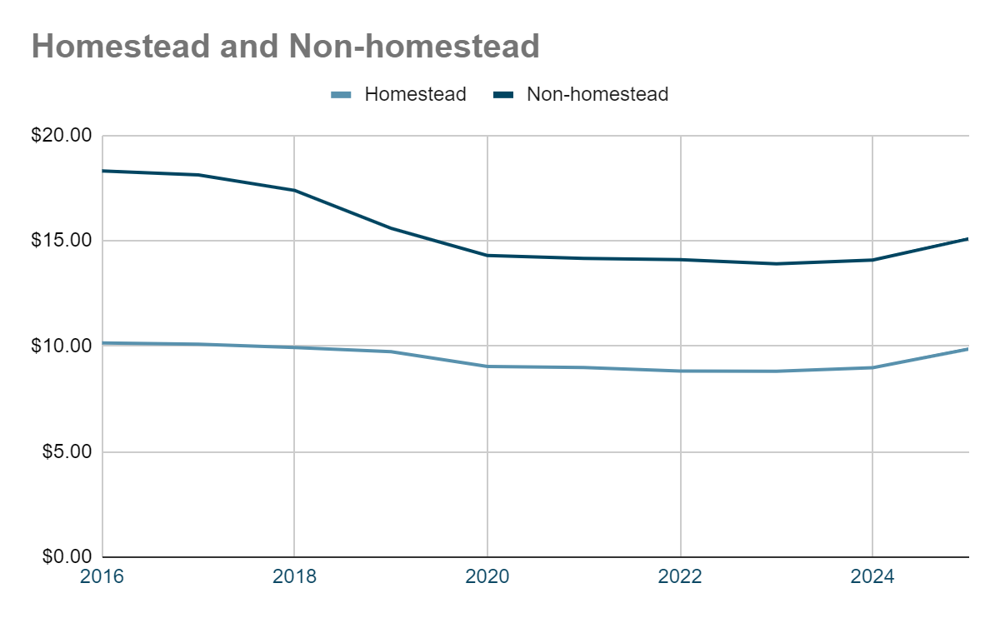 Homestead and Non-homestead
Homestead Non-homestead
$20.00
$15.00
$10.00
$5.00
$0.00
2016 2018 2020 2022 2024